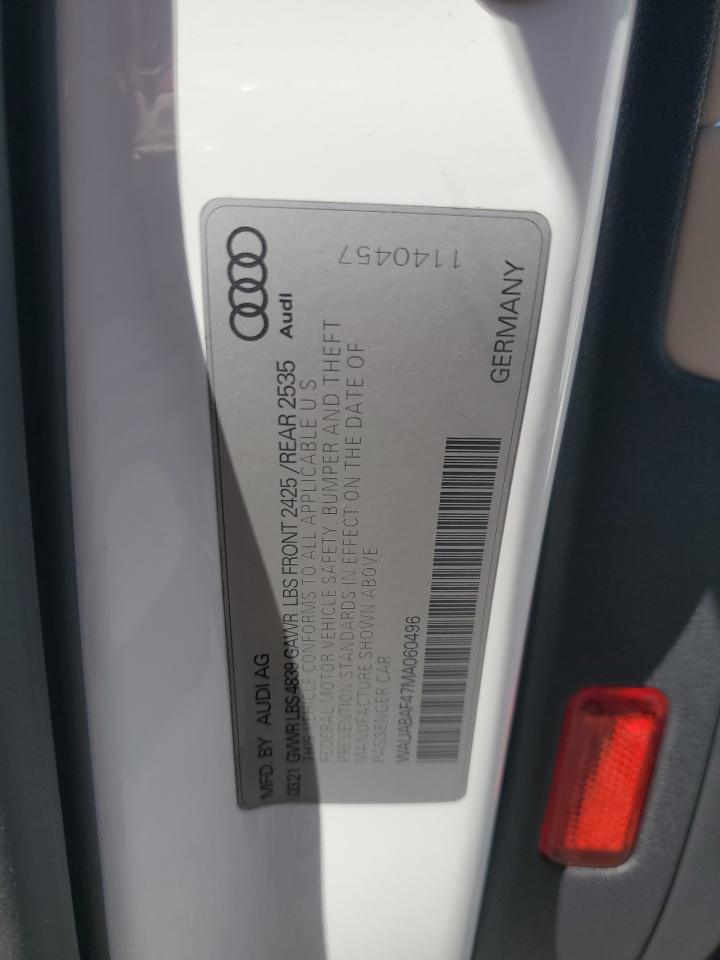 MFD. BY AUDI AG
03.21 GVWR LBS 4839 GAWR LBS FRONT 2425 /REAR 2535
THIS VEHICLE CONFORMS TO ALL APPLICABLE U.S
FEDERAL MOTOR VEHICLE SAFETY, BUMPER AND THEFT
PREVENTION STANDARDS IN EFFECT ON THE DATE OF
MANUFACTURE SHOWN ABOVE
PASSENGER CAR
WAUABAF47MA060496
GERMANY
Audi
1140457